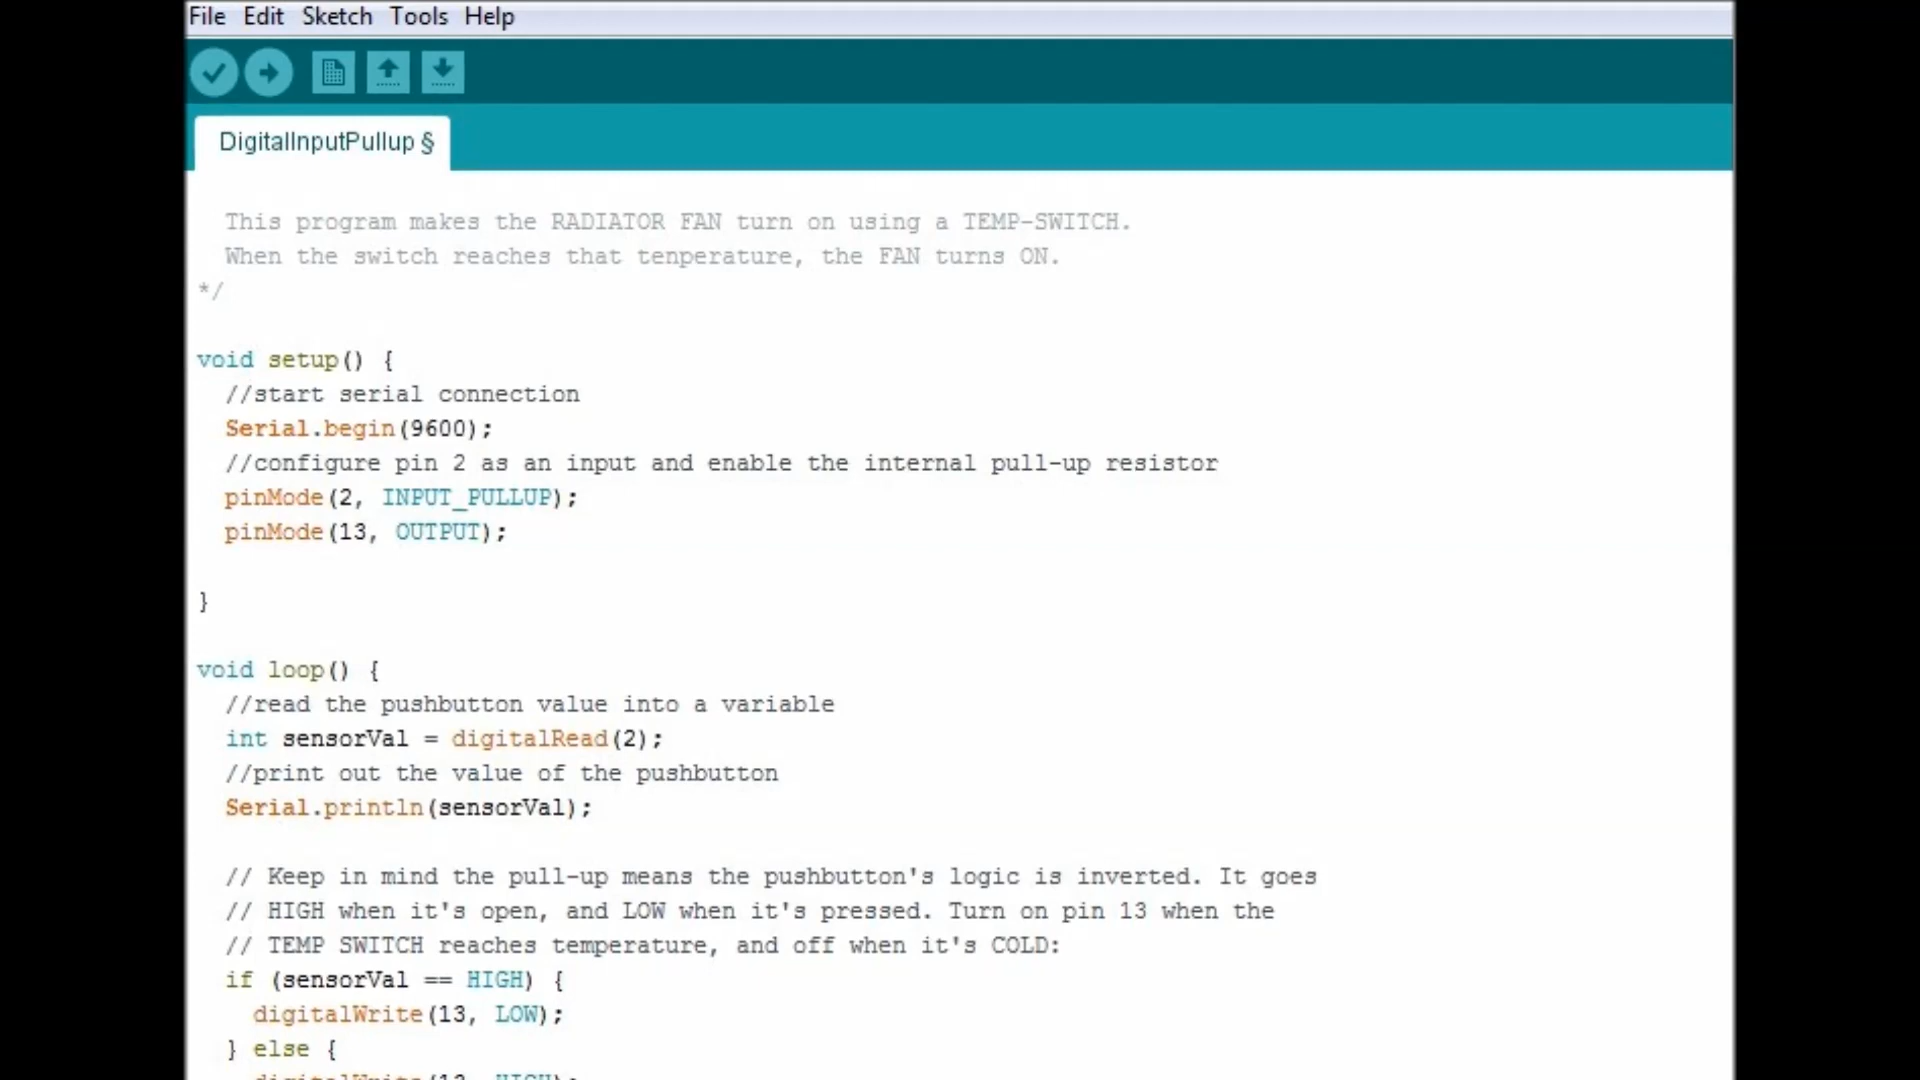 File Edit Sketch Tools Help
DigitalInputPullup §
This program makes the RADIATOR FAN turn on using a TEMP-SWITCH.
When the switch reaches that tenperature, the FAN turns ON.
*/
void setup() {
//start serial connection
Serial.begin(9600);
//configure pin 2 as an input and enable the internal pull-up resistor
pinMode(2, INPUT_PULLUP);
pinMode(13, OUTPUT);
}
void loop() {
//read the pushbutton value into a variable
int sensorVal = digitalRead(2);
//print out the value of the pushbutton
Serial.println(sensorVal);
// Keep in mind the pull-up means the pushbutton's logic is inverted. It goes
// HIGH when it's open, and LOW when it's pressed. Turn on pin 13 when the
// TEMP SWITCH reaches temperature, and off when it's COLD:
if (sensorVal == HIGH) {
digitalWrite(13, LOW);
} else {
digitalWrite(13, HIGH);